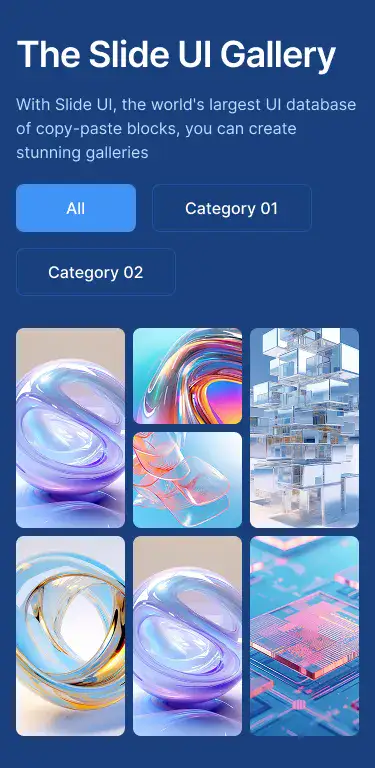 The Slide UI Gallery
With Slide UI, the world's largest UI database
of copy-paste blocks, you can create
stunning galleries
All
Category 01
Category 02